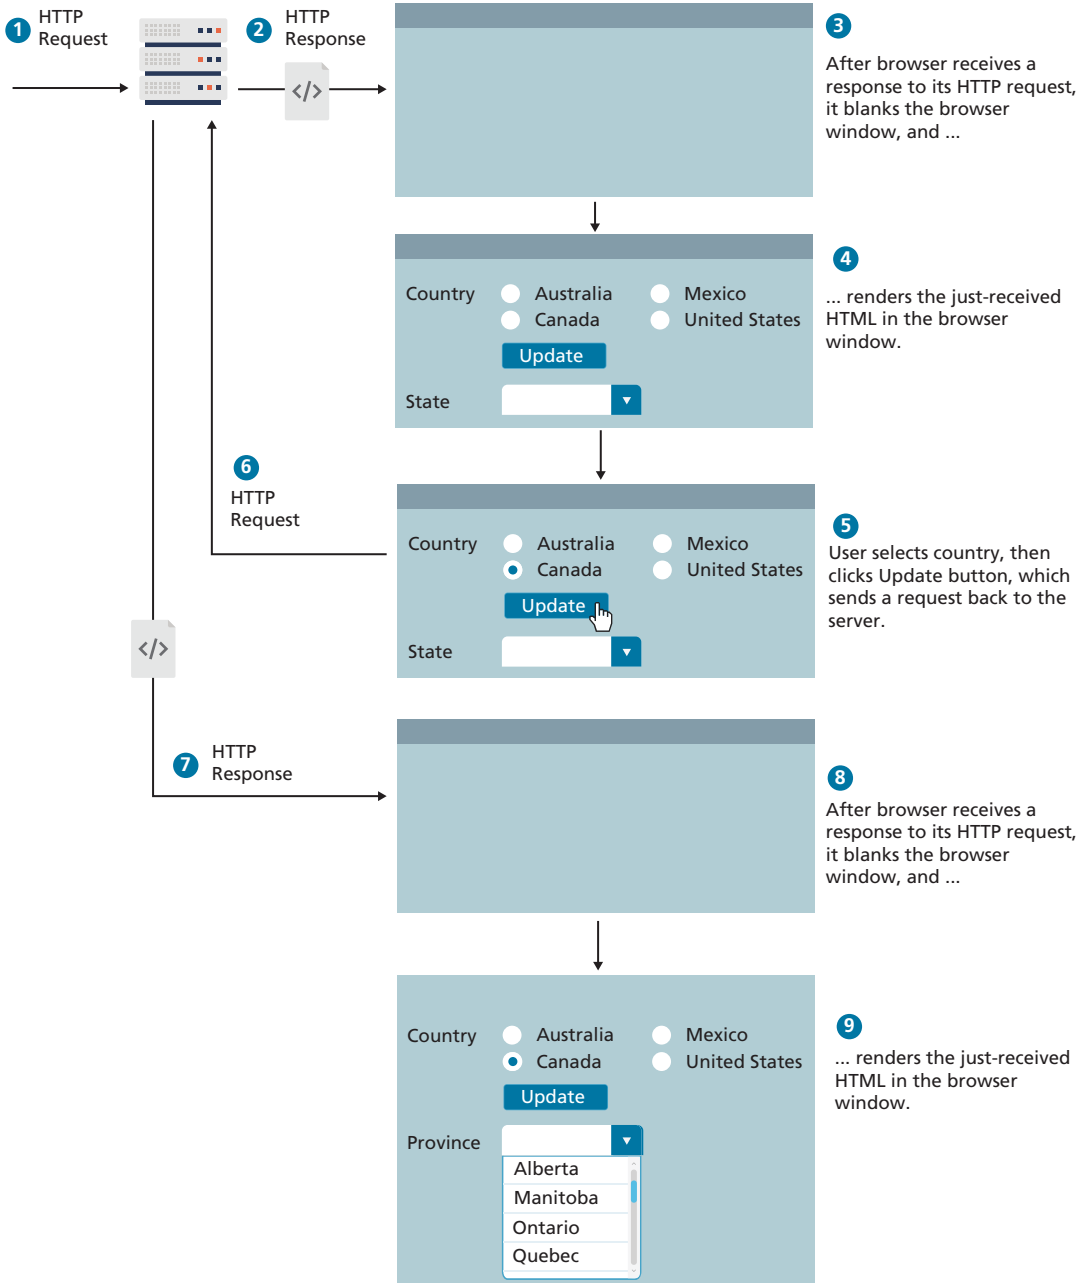 1
HTTP
Request
2
HTTP
Response
</>
3
After browser receives a
response to its HTTP request,
it blanks the browser
window, and ...
4
... renders the just-received
HTML in the browser
window.
Country
Australia
Mexico
Canada
United States
Update
State
6
HTTP
Request
5
User selects country, then
clicks Update button, which
sends a request back to the
server.
Country
Australia
Mexico
Canada
United States
Update
State
</>
7
HTTP
Response
8
After browser receives a
response to its HTTP request,
it blanks the browser
window, and ...
9
... renders the just-received
HTML in the browser
window.
Country
Australia
Mexico
Canada
United States
Update
Province
Alberta
Manitoba
Ontario
Quebec